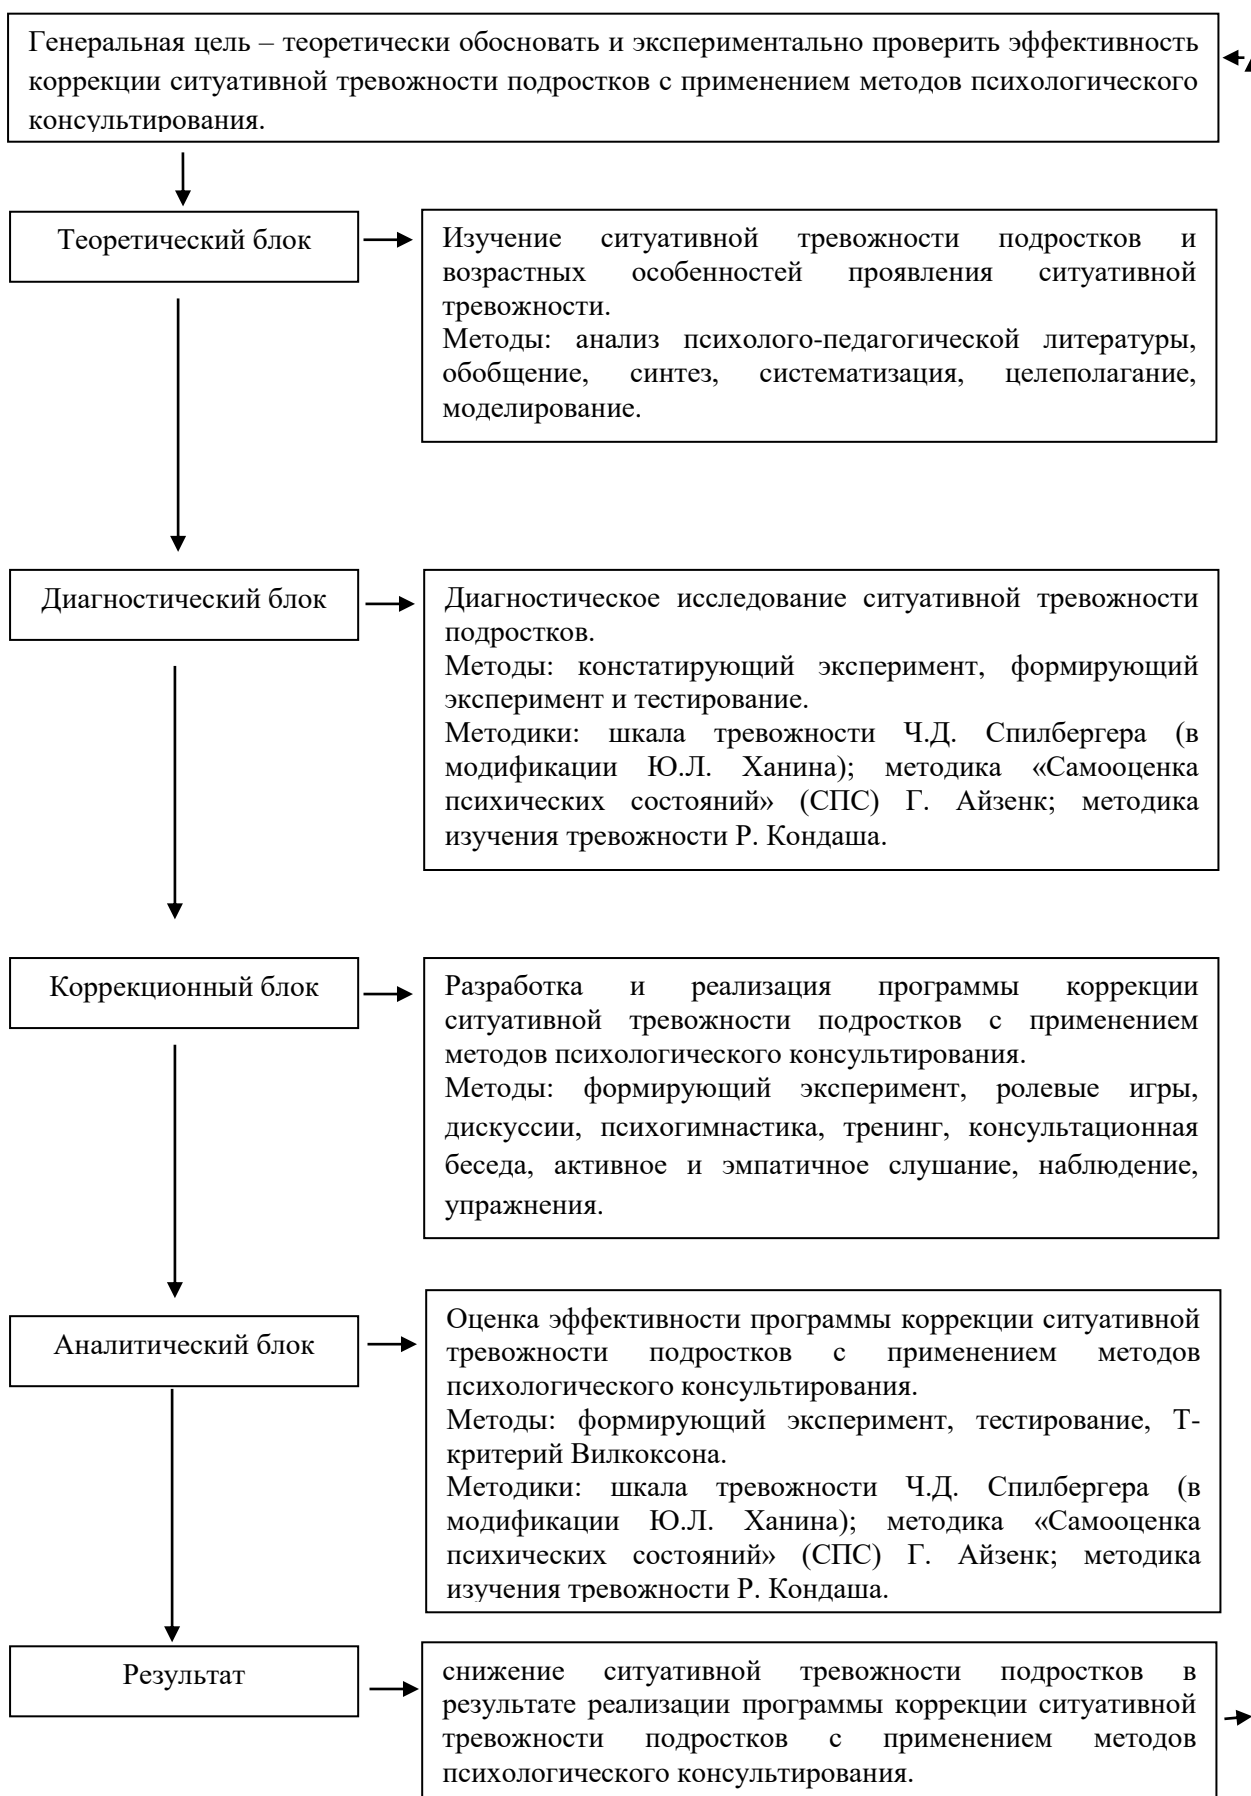 Генеральная цель – теоретически обосновать и экспериментально проверить эффективность
коррекции ситуативной тревожности подростков с применением методов психологического
консультирования.
Теоретический блок
Изучение ситуативной тревожности подростков и
возрастных особенностей проявления ситуативной
тревожности.
Методы: анализ психолого-педагогической литературы,
обобщение, синтез, систематизация, целеполагание,
моделирование.
Диагностический блок
Диагностическое исследование ситуативной тревожности
подростков.
Методы: констатирующий эксперимент, формирующий
эксперимент и тестирование.
Методики: шкала тревожности Ч.Д. Спилбергера (в
модификации Ю.Л. Ханина); методика «Самооценка
психических состояний» (СПС) Г. Айзенк; методика
изучения тревожности Р. Кондаша.
Коррекционный блок
Разработка и реализация программы коррекции
ситуативной тревожности подростков с применением
методов психологического консультирования.
Методы: формирующий эксперимент, ролевые игры,
дискуссии, психогимнастика, тренинг, консультационная
беседа, активное и эмпатичное слушание, наблюдение,
упражнения.
Аналитический блок
Оценка эффективности программы коррекции ситуативной
тревожности подростков с применением методов
психологического консультирования.
Методы: формирующий эксперимент, тестирование, Т-
критерий Вилкоксона.
Методики: шкала тревожности Ч.Д. Спилбергера (в
модификации Ю.Л. Ханина); методика «Самооценка
психических состояний» (СПС) Г. Айзенк; методика
изучения тревожности Р. Кондаша.
Результат
снижение ситуативной тревожности подростков в
результате реализации программы коррекции ситуативной
тревожности подростков с применением методов
психологического консультирования.